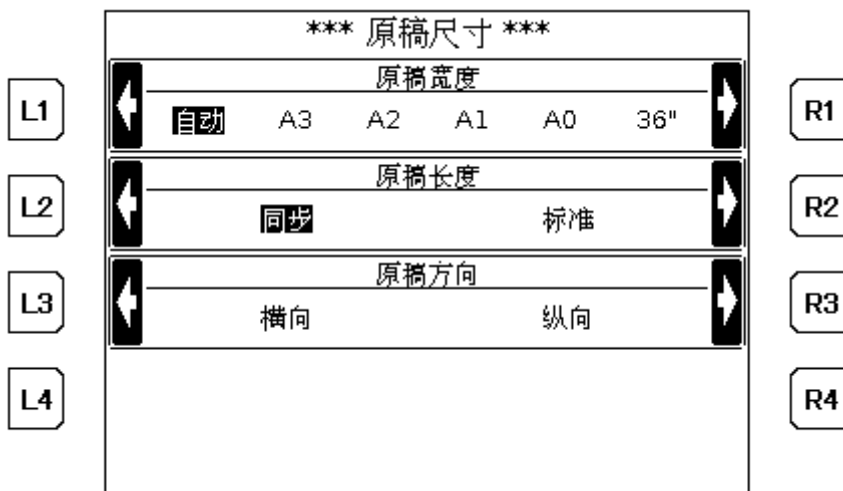 *** 原稿尺寸 ***
原稿宽度
L1 自动 A3 A2 A1 A0 36" R1
原稿长度
L2 同步 标准 R2
原稿方向
L3 横向 纵向 R3
L4 R4